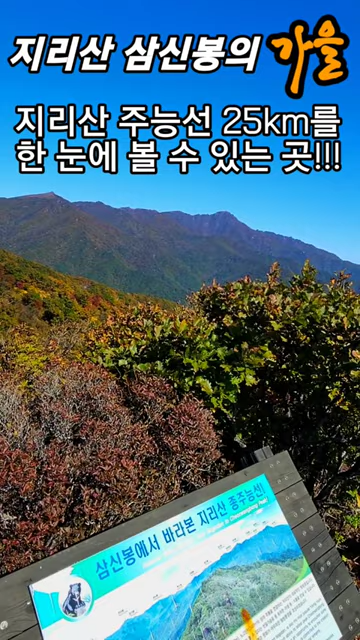 지리산 삼신봉의 가을
지리산 주능선 25km를
한 눈에 볼 수 있는 곳!!!
삼신봉에서 바라본 지리산 종주능선!